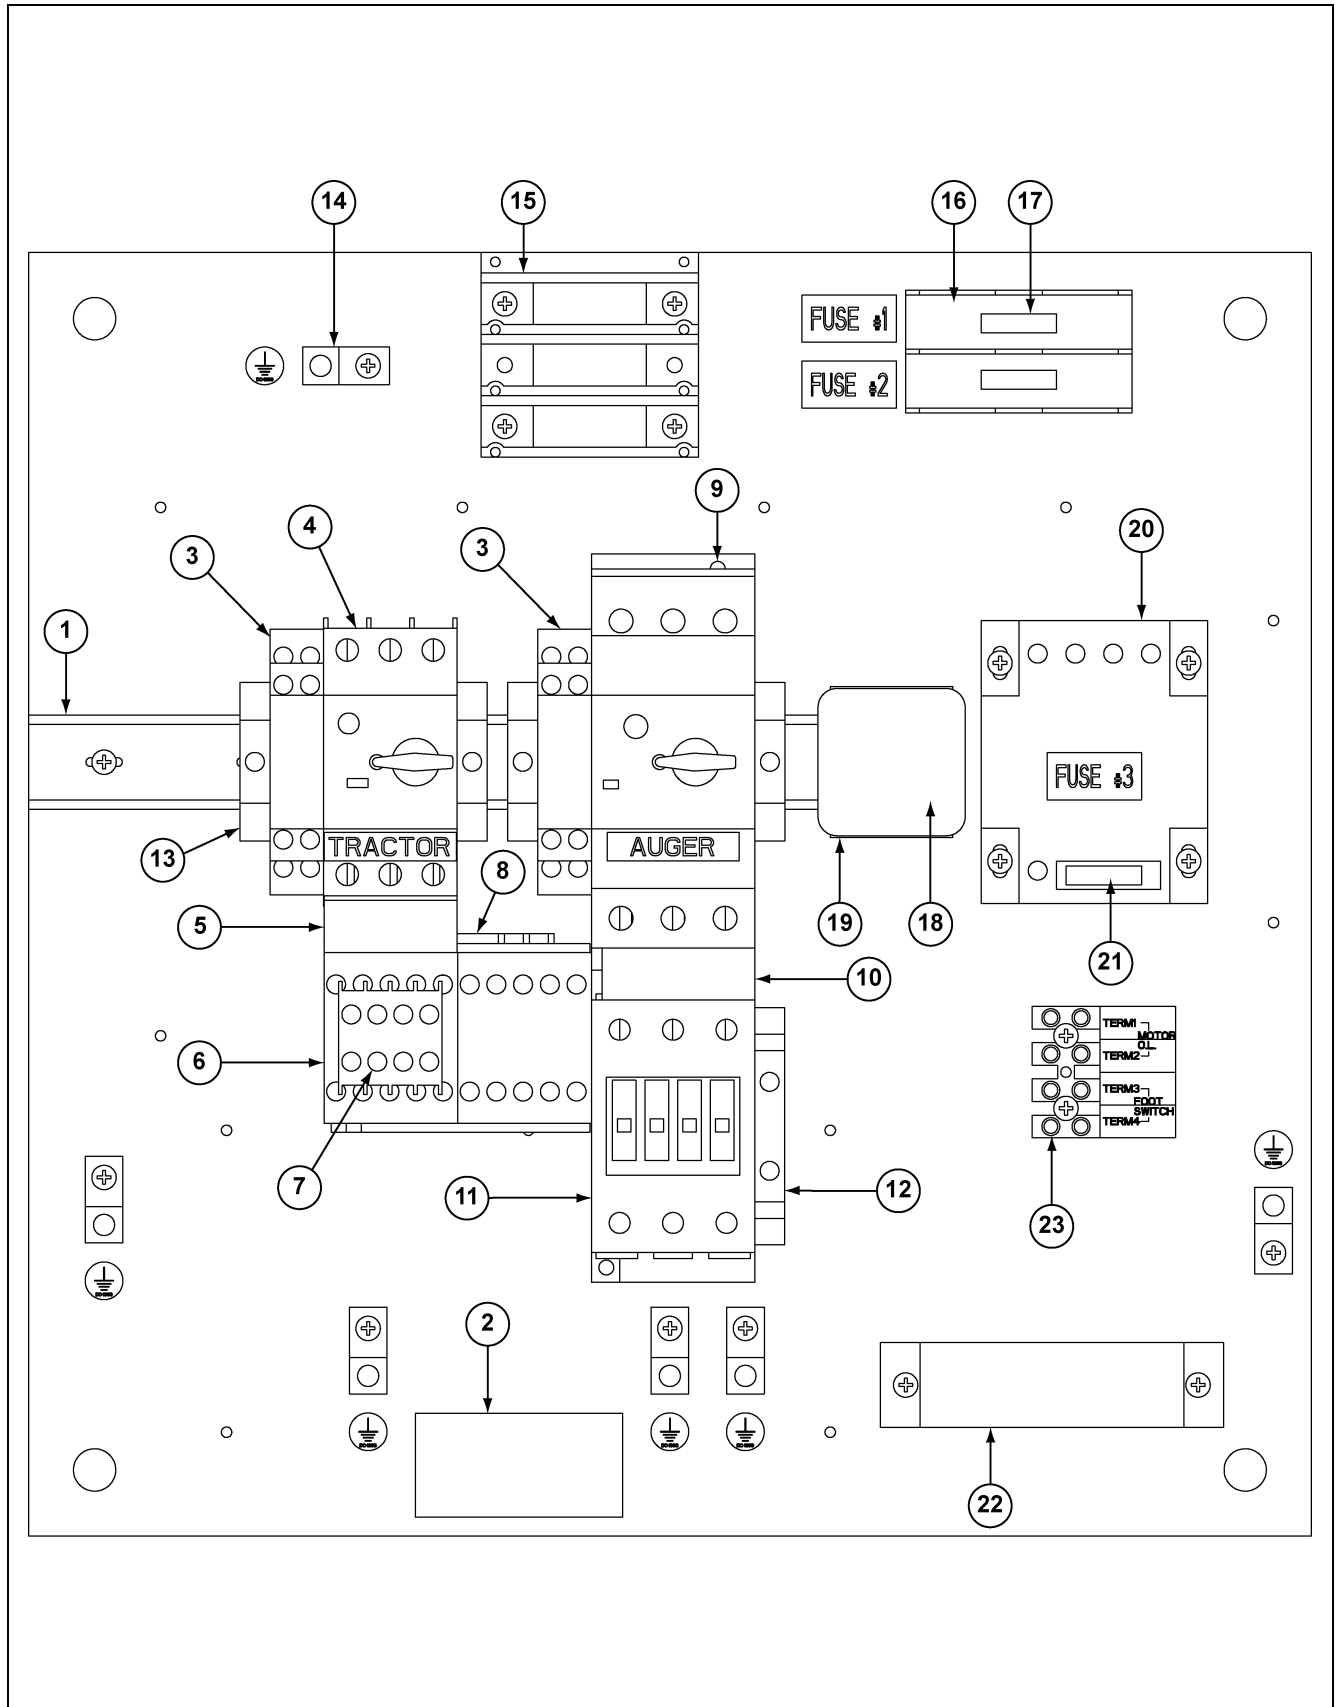 14
15
16
17
FUSE #1
FUSE #2
9
4
3
3
20
1
FUSE #3
TRACTOR
AUGER
13
8
5
19
18
21
10
6
TERM1
MOTOR
O.L.
TERM2
TERM3
FOOT
SWITCH
TERM4
7
11
12
23
2
22